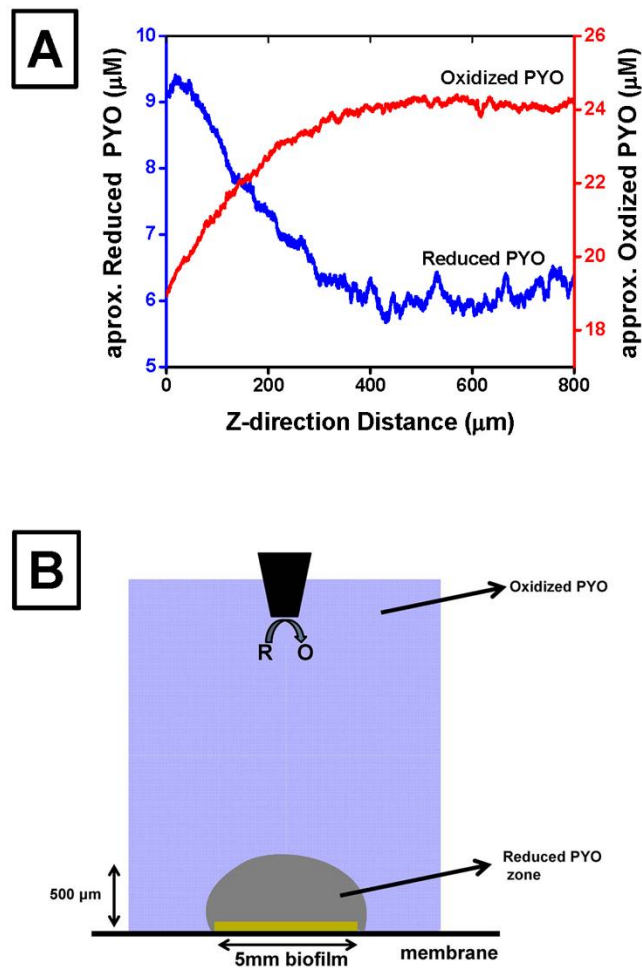 A
10
9
8
7
6
5
aprox. Reduced PYO (µM)
Oxidized PYO
Reduced PYO
26
24
22
20
18
approx. Oxdized PYO (µM)
0
200
400
600
800
Z-direction Distance (µm)
B
Oxidized PYO
R O
500 µm
Reduced PYO
zone
5mm biofilm
membrane